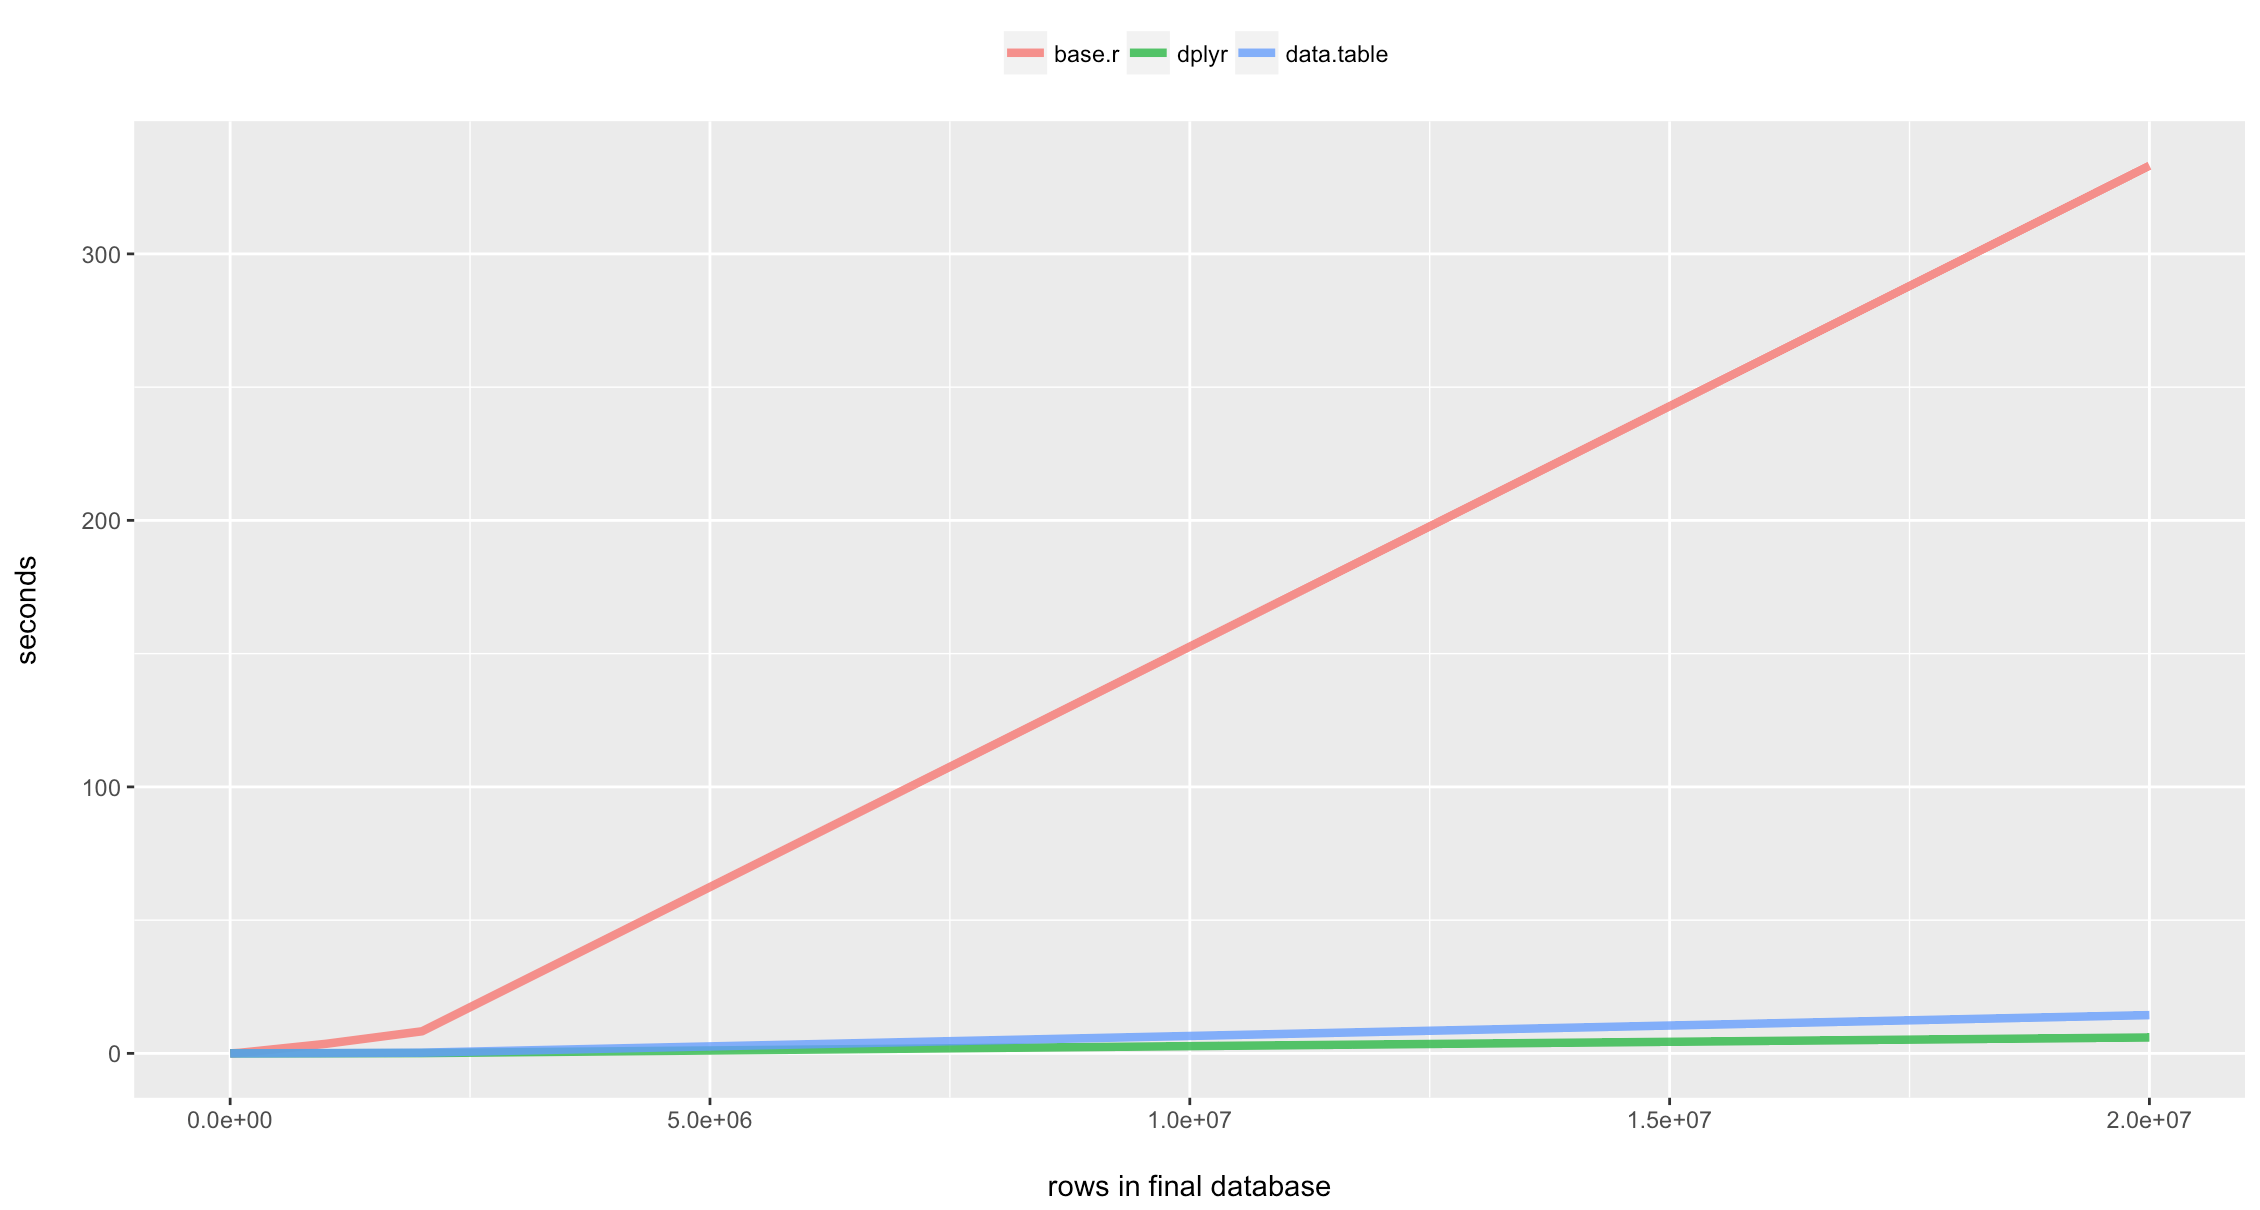 base.r dplyr data.table
300
200
100
0
seconds
0.0e+00 5.0e+06 1.0e+07 1.5e+07 2.0e+07
rows in final database